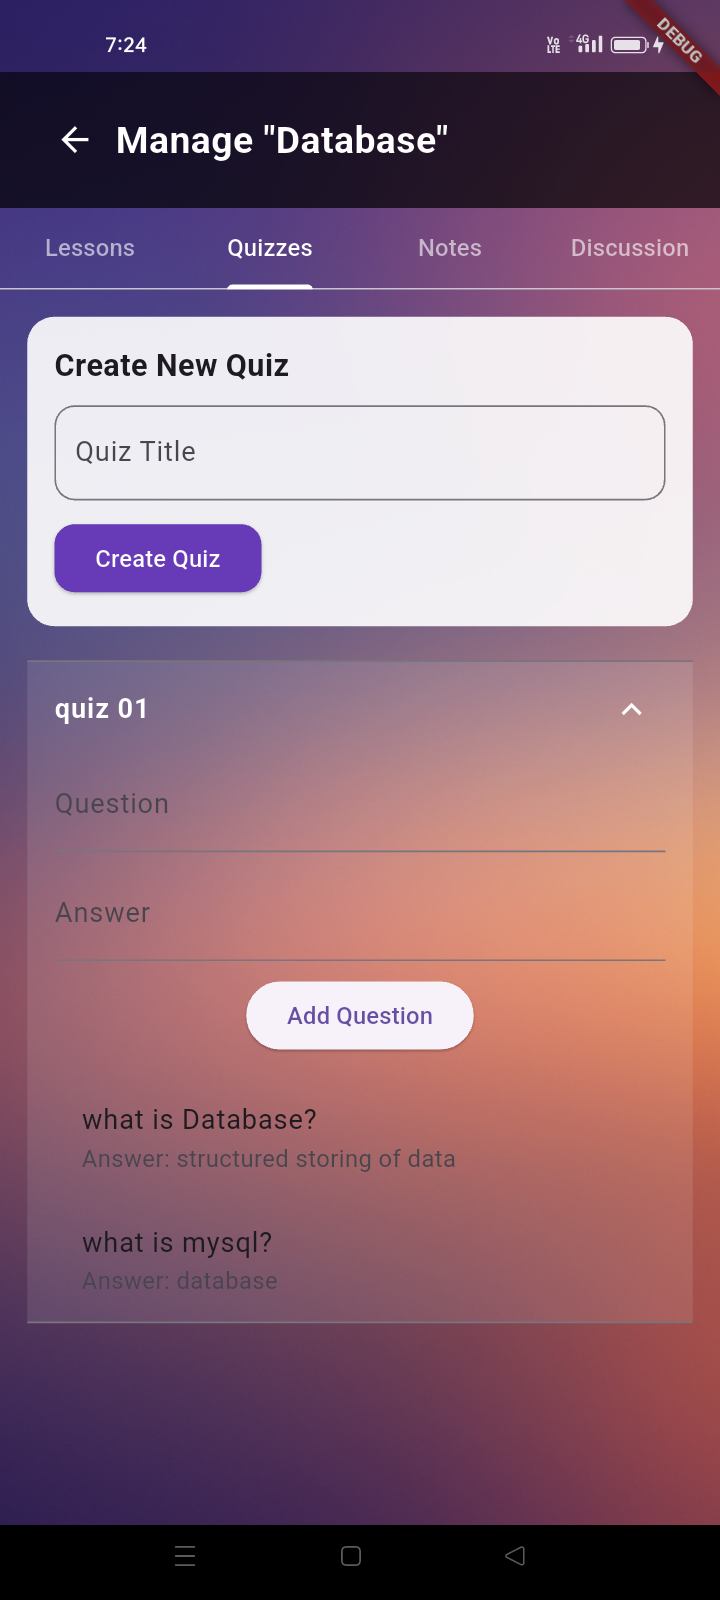 7:24
Vo LTE 4G
DEBUG
Manage "Database"
Lessons Quizzes Notes Discussion
Create New Quiz
Quiz Title
Create Quiz
quiz 01
Question
Answer
Add Question
what is Database?
Answer: structured storing of data
what is mysql?
Answer: database